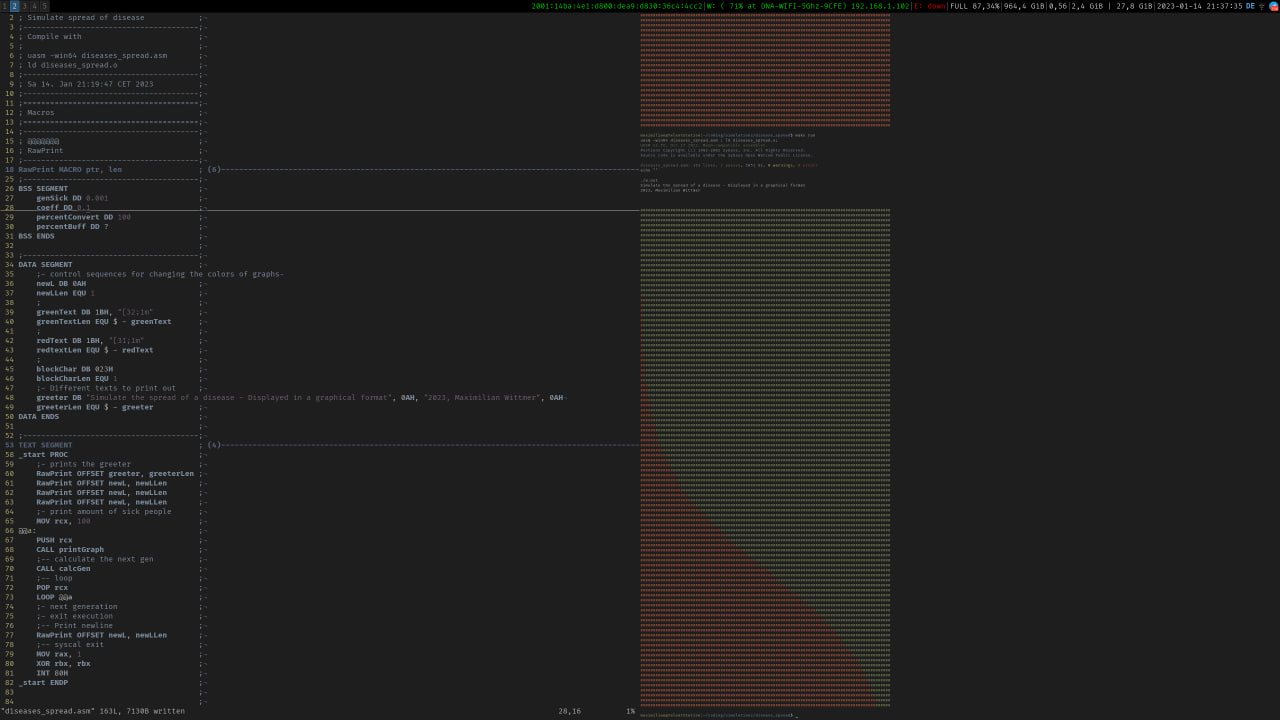 1 2 3 4 5
2001:14ba:4e1:d800:dea9:d830:36c4:4cc2|W: ( 71% at DNA-WIFI-5Ghz-9CFE) 192.168.1.102|E: down|FULL 87,34%|964,4 GiB|0,56|2,4 GiB | 27,8 GiB|2023-01-14 21:37:35 DE
2 ; Simulate spread of disease ;-
3 ;----------------------------------------;-
4 ; Compile with ;-
5 ; ;-
6 ; uasm -win64 diseases_spread.asm ;-
7 ; ld diseases_spread.o ;-
8 ;----------------------------------------;-
9 ; Sa 14. Jan 21:19:47 CET 2023 ;-
10 ;----------------------------------------;-
11 ;----------------------------------------;-
12 ; Macros ;-
13 ;----------------------------------------;-
14 ;----------------------------------------;-
15 ; @@@@@@@ ;-
16 ; RawPrint ;-
17 ;----------------------------------------;-
18 RawPrint MACRO ptr, len ; (6)
25 ;----------------------------------------;-
26 BSS SEGMENT ;-
27 genSick DD 0.001 ;-
28 coeff DD 0.1 ;-
29 percentConvert DD 100 ;-
30 percentBuff DD ? ;-
31 BSS ENDS ;-
32 ;-
33 ;----------------------------------------;-
34 DATA SEGMENT ;-
35 ;- control sequences for changing the colors of graphs-
36 newL DB 0AH ;-
37 newLLen EQU 1 ;-
38 ; ;-
39 greenText DB 1BH, "[32;1m" ;-
40 greenTextLen EQU $ - greenText ;-
41 ; ;-
42 redText DB 1BH, "[31;1m" ;-
43 redtextLen EQU $ - redText ;-
44 ; ;-
45 blockChar DB 023H ;-
46 blockCharLen EQU 1 ;-
47 ;- Different texts to print out ;-
48 greeter DB "Simulate the spread of a disease - Displayed in a graphical format", 0AH, "2023, Maximilian Wittmer", 0AH-
49 greeterLen EQU $ - greeter ;-
50 DATA ENDS ;-
51 ;-
52 ;----------------------------------------;-
53 TEXT SEGMENT ; (4)
58 _start PROC ;-
59 ;- prints the greeter ;-
60 RawPrint OFFSET greeter, greeterLen ;-
61 RawPrint OFFSET newL, newLLen ;-
62 RawPrint OFFSET newL, newLLen ;-
63 RawPrint OFFSET newL, newLLen ;-
64 ;- print amount of sick people ;-
65 MOV rcx, 100 ;-
66 @@a: ;-
67 PUSH rcx ;-
68 CALL printGraph ;-
69 ;-- calculate the next gen ;-
70 CALL calcGen ;-
71 ;-- loop ;-
72 POP rcx ;-
73 LOOP @@a ;-
74 ;- next generation ;-
75 ;- exit execution ;-
76 ;-- Print newline ;-
77 RawPrint OFFSET newL, newLLen ;-
78 ;-- syscal exit ;-
79 MOV rax, 1 ;-
80 XOR rbx, rbx ;-
81 INT 80H ;-
82 _start ENDP ;-
83 ;-
84 ;-
28,16 1%
make run
echo ""
./a.out
Simulate the spread of a disease - Displayed in a graphical format
2023, Maximilian Wittmer